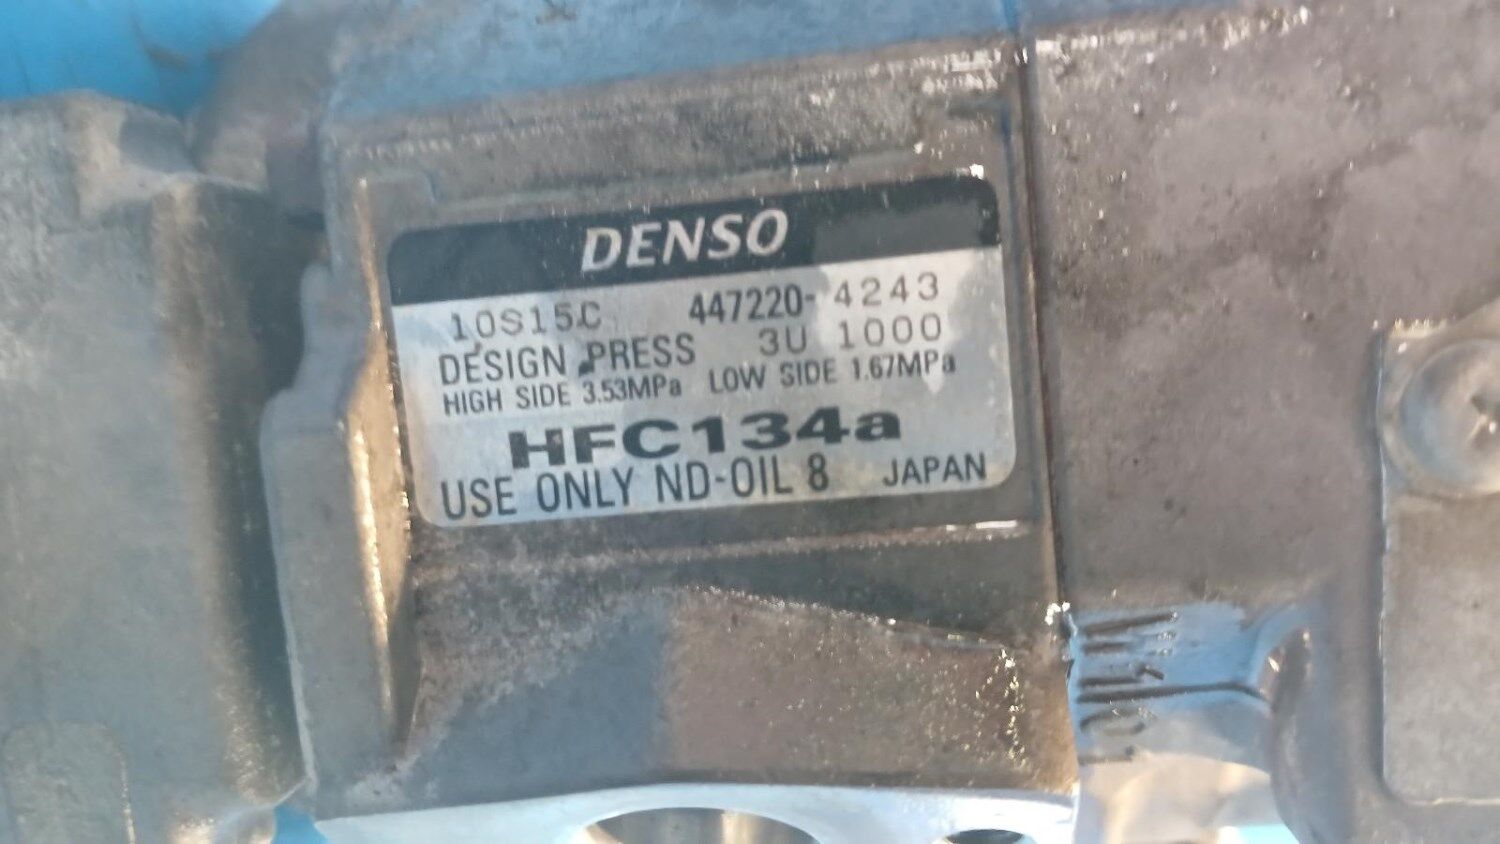 DENSO
10S15C 447220-4243
DESIGN PRESS 3U 1000
HIGH SIDE 3.53MPa LOW SIDE 1.67MPa
HFC134a
USE ONLY ND-OIL 8 JAPAN